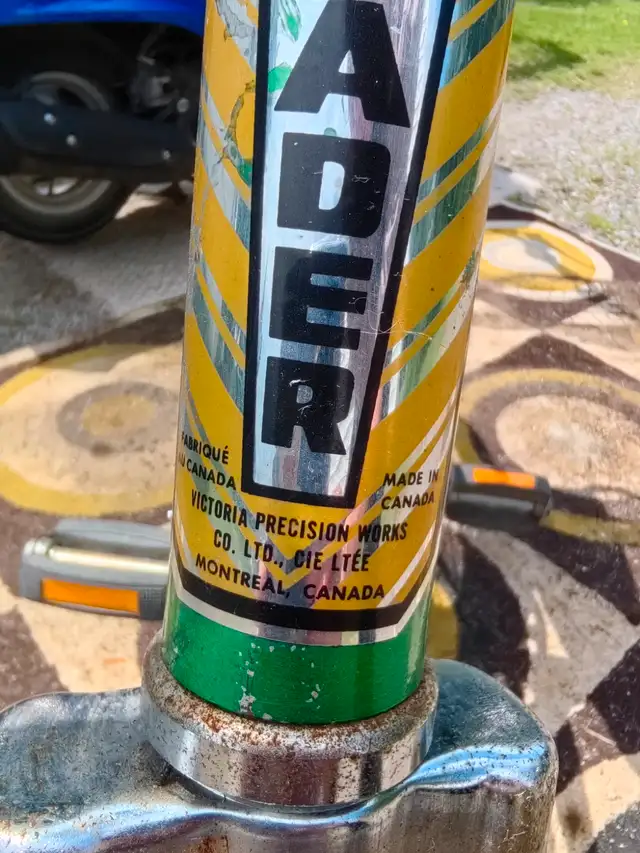 ADER
FABRIQUÉ
AU CANADA
MADE IN
CANADA
VICTORIA PRECISION WORKS
CO. LTD., CIE LTÉE
MONTREAL, CANADA